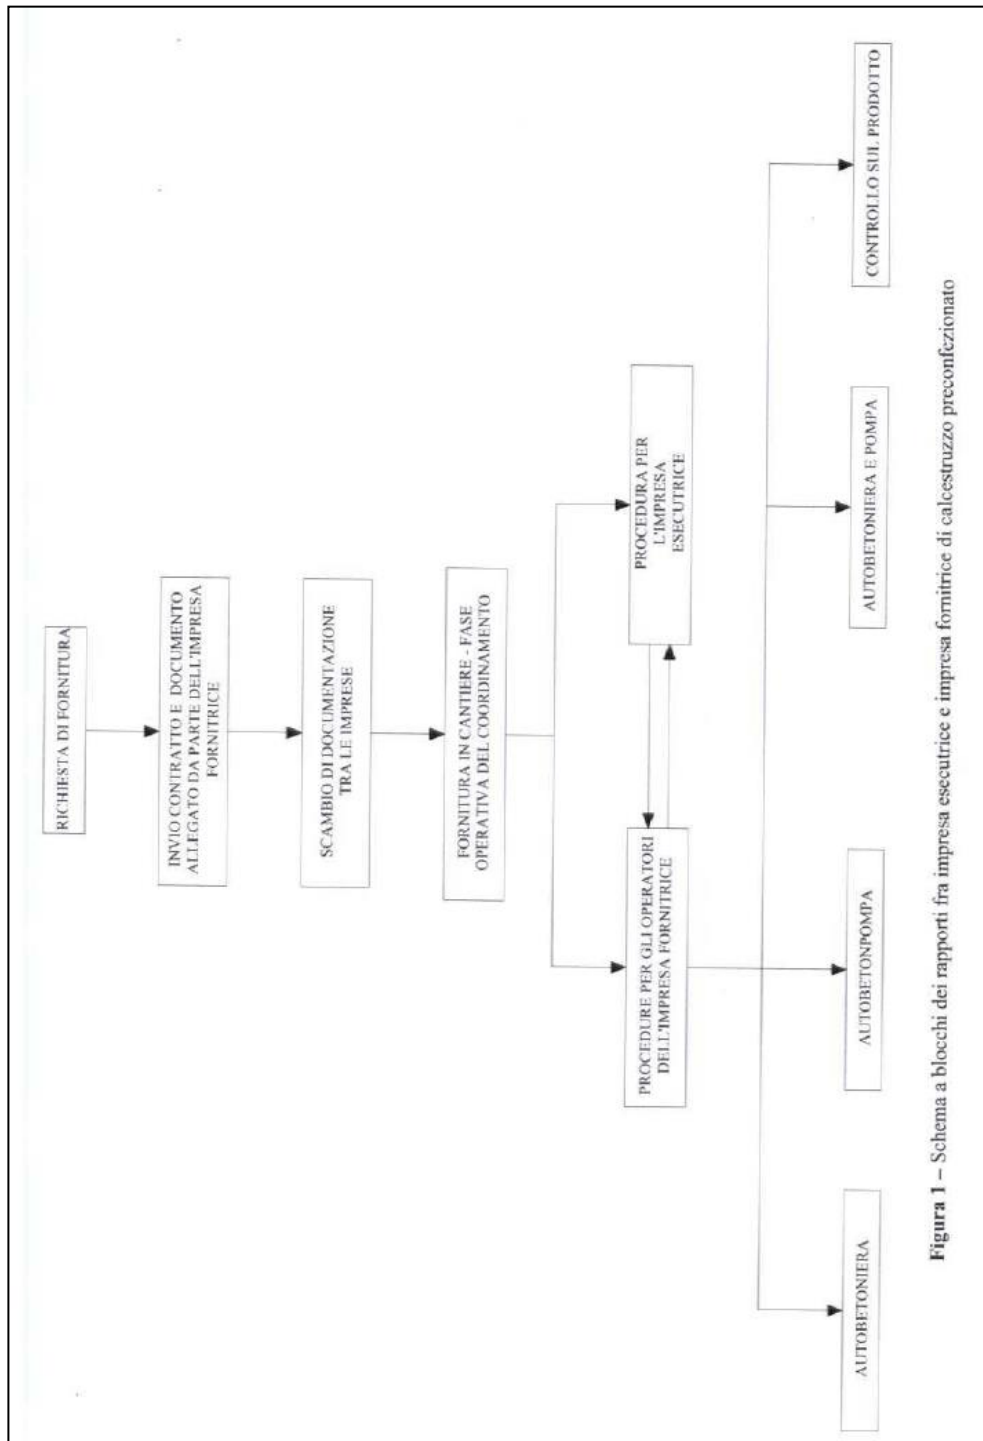 RICHIESTA DI FORNITURA
INVIO CONTRATTO E DOCUMENTO
ALLEGATO DA PARTE DELL'IMPRESA
FORNITRICE
SCAMBIO DI DOCUMENTAZIONE
TRA LE IMPRESE
FORNITURA IN CANTIERE - FASE
OPERATIVA DEL COORDINAMENTO
PROCEDURE PER GLI OPERATORI
DELL'IMPRESA FORNITRICE
PROCEDURA PER
L'IMPRESA
ESECUTRICE
AUTOBETONIERA
AUTOBETONPOMPA
AUTOBETONIERA E POMPA
CONTROLLO SUL PRODOTTO
Figura 1 – Schema a blocchi dei rapporti fra impresa esecutrice e impresa fornitrice di calcestruzzo preconfezionato